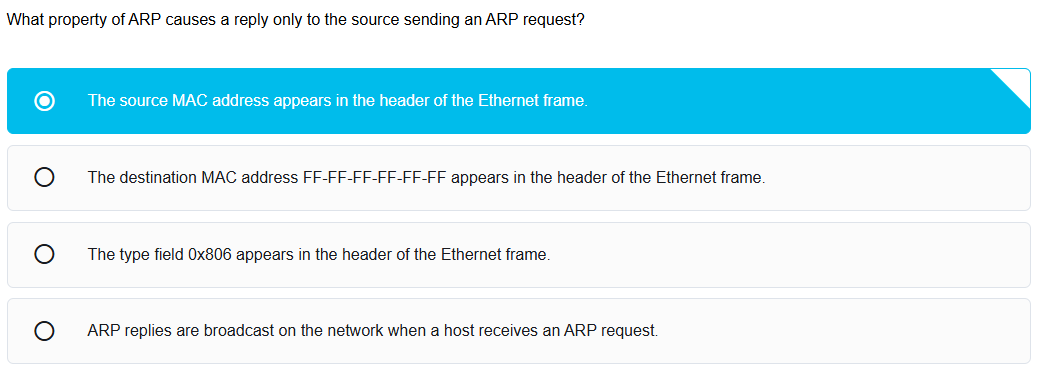 What property of ARP causes a reply only to the source sending an ARP request?
The source MAC address appears in the header of the Ethernet frame.
The destination MAC address FF-FF-FF-FF-FF-FF appears in the header of the Ethernet frame.
The type field 0x806 appears in the header of the Ethernet frame.
ARP replies are broadcast on the network when a host receives an ARP request.